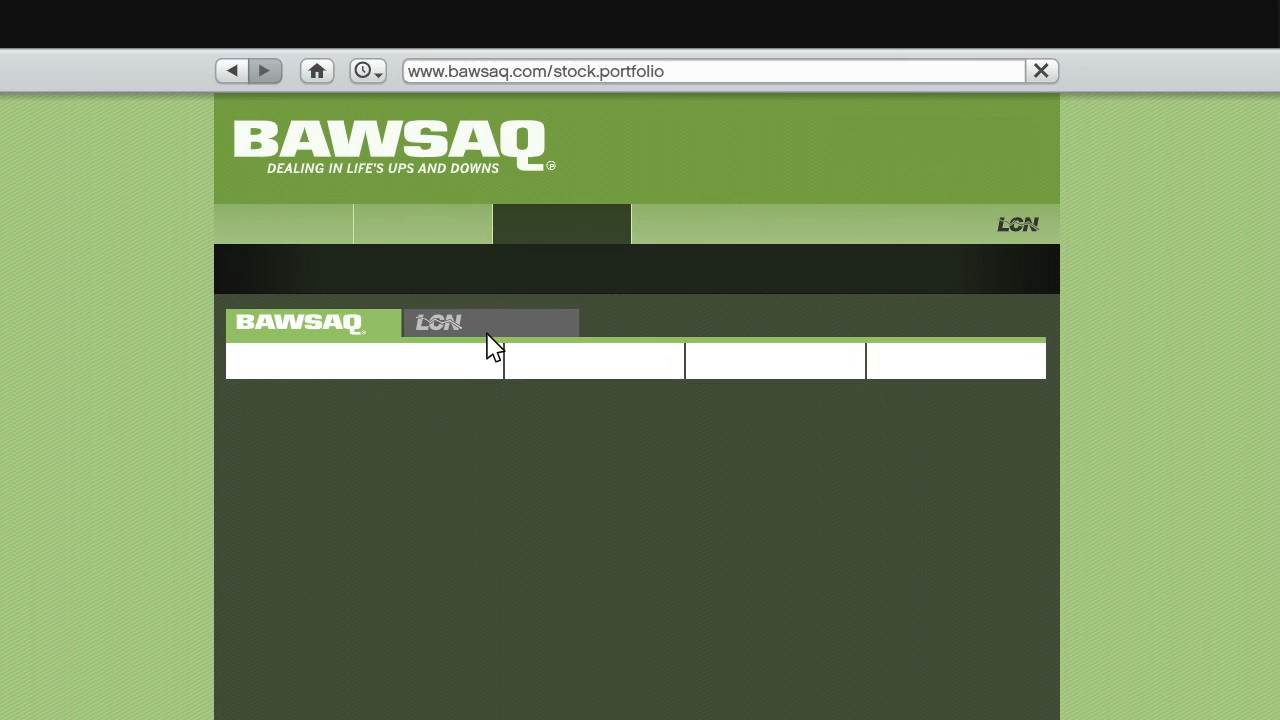 www.bawsaq.com/stock.portfolio
BAWSAQ
DEALING IN LIFE'S UPS AND DOWNS
LCN
BAWSAQ
LCN